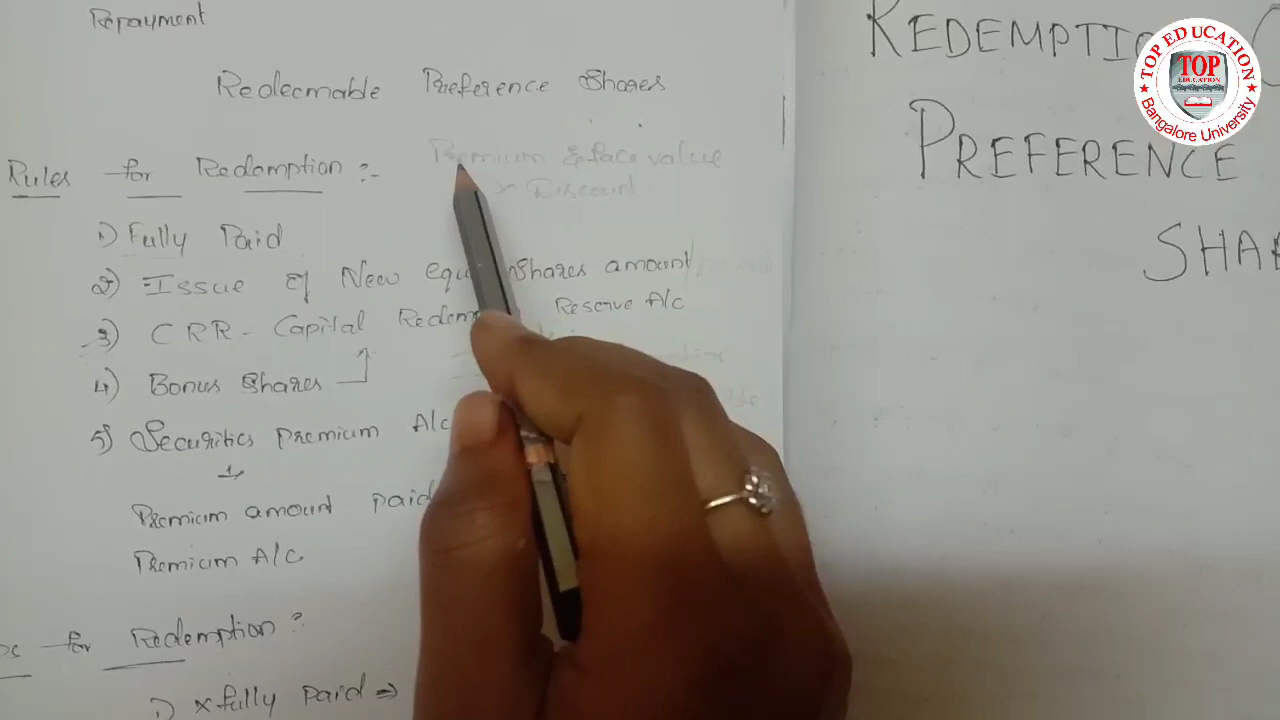 Repayment
Redeemable Preference Shares
Rules for Redemption :-
Premium & face value
x Discount
1) Fully Paid
2) Issue of New equ Shares amount
3) CRR - Capital Redem Reserve A/c
4) Bonus Shares
5) Securities premium A/c
Premium amount paid
Premium A/c
for Redemption :
1) x fully paid ⇒
REDEMPTIO
PREFERENCE
SHA
TOP EDUCATION
TOP
EDUCATION
Bangalore University